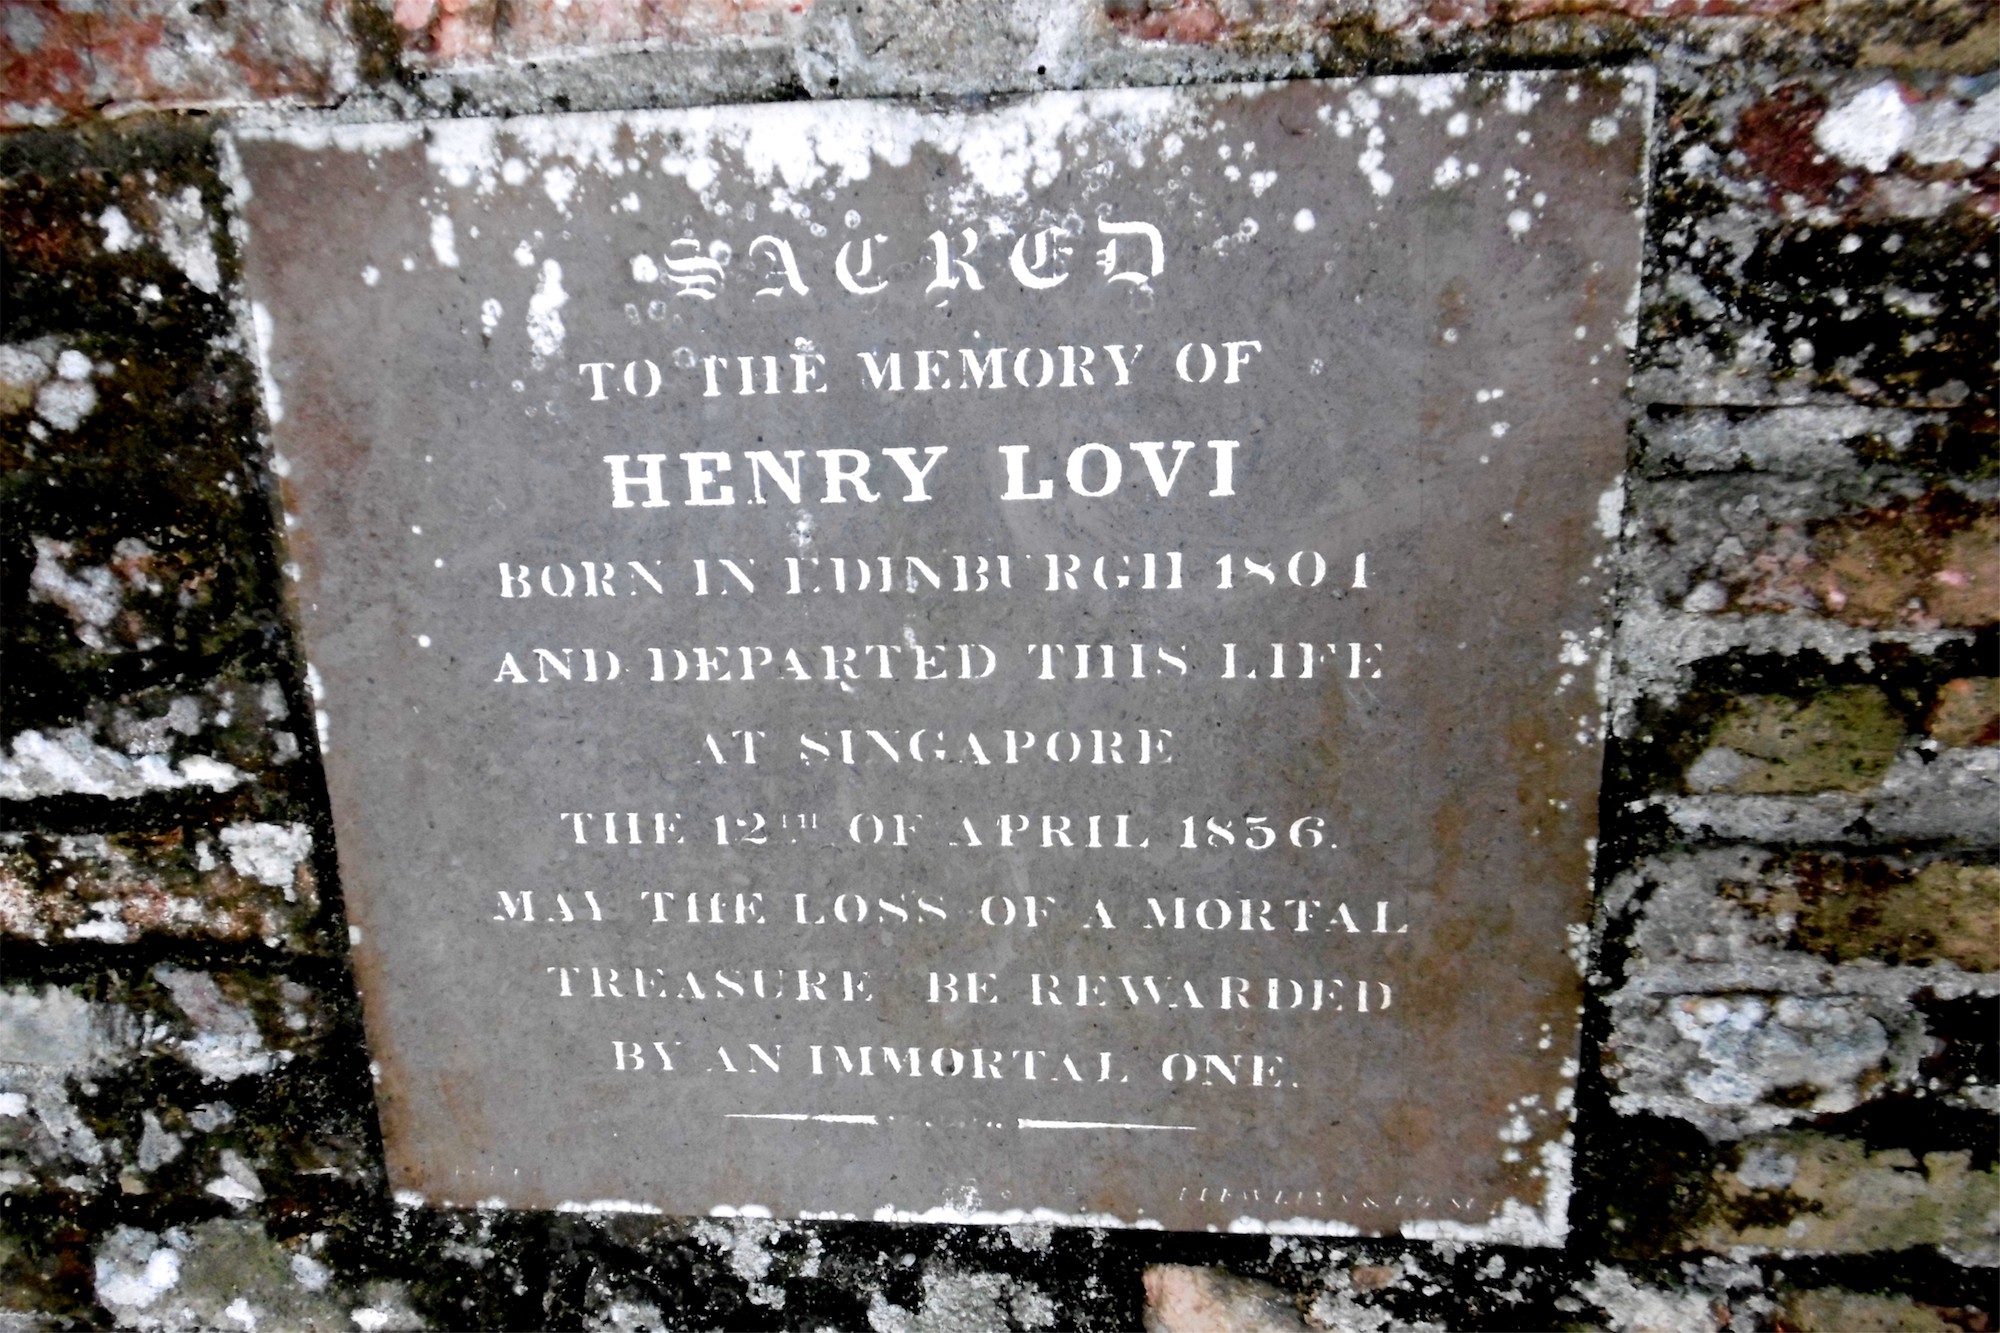 SACRED
TO THE MEMORY OF
HENRY LOVI
BORN IN EDINBURGH 1804
AND DEPARTED THIS LIFE
AT SINGAPORE
THE 12TH OF APRIL 1856.
MAY THE LOSS OF A MORTAL
TREASURE BE REWARDED
BY AN IMMORTAL ONE.